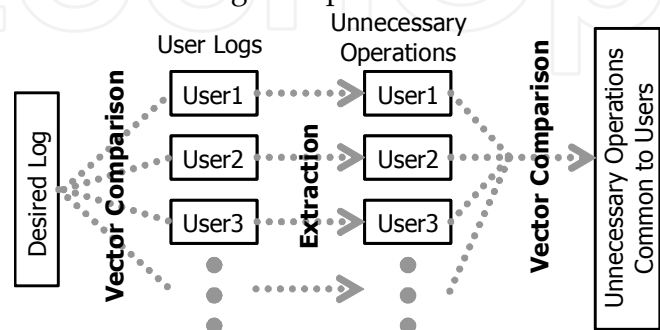 Unnecessary
User Logs
Operations
User1
User1
User2
User2
User3
User3
Desired Log
Vector Comparison
Extraction
Vector Comparison
Unnecessary Operations
Common to Users